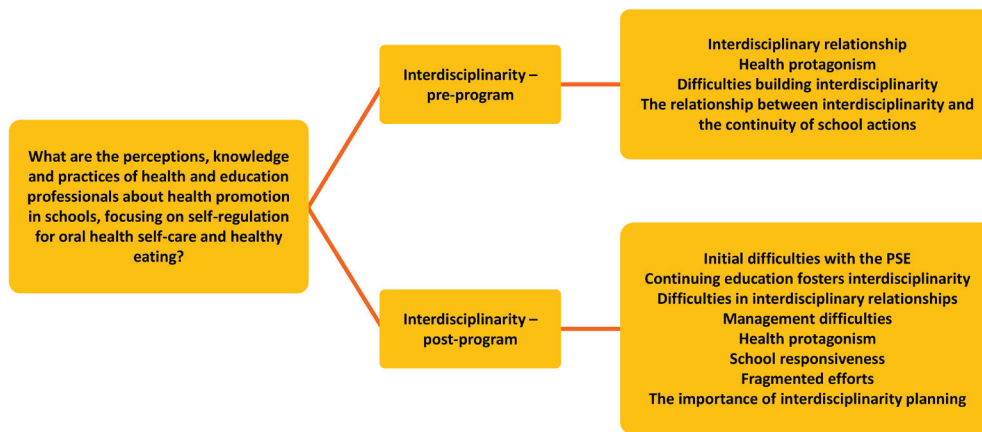 What are the perceptions, knowledge
and practices of health and education
professionals about health promotion
in schools, focusing on self-regulation
for oral health self-care and healthy
eating?
Interdisciplinarity –
pre-program
Interdisciplinary relationship
Health protagonism
Difficulties building interdisciplinarity
The relationship between interdisciplinarity and
the continuity of school actions
Interdisciplinarity –
post-program
Initial difficulties with the PSE
Continuing education fosters interdisciplinarity
Difficulties in interdisciplinary relationships
Management difficulties
Health protagonism
School responsiveness
Fragmented efforts
The importance of interdisciplinarity planning